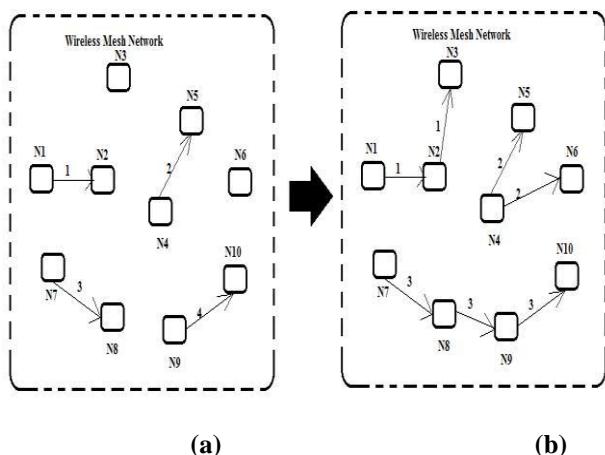 Wireless Mesh Network
N3
N5
N1
N2
1
2
N6
N4
N10
N7
3
4
N8
N9
(a)
Wireless Mesh Network
N3
N5
1
N1
N2
1
2
N6
2
N4
N10
N7
3
3
3
N8
N9
(b)